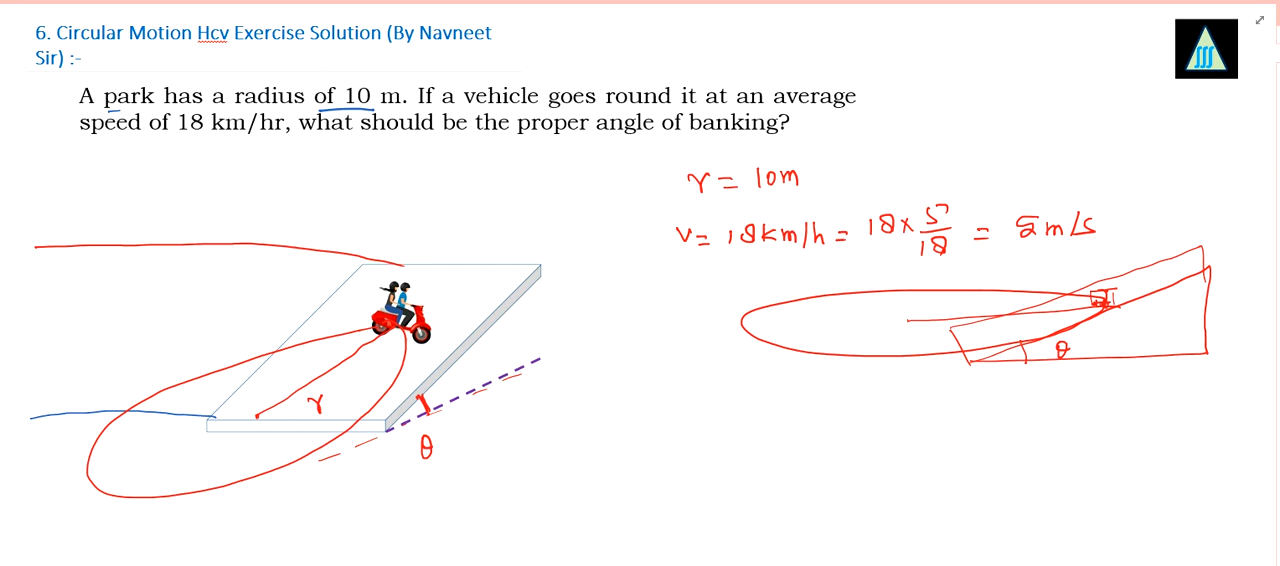 6. Circular Motion Hcv Exercise Solution (By Navneet
Sir) :-
A park has a radius of 10 m. If a vehicle goes round it at an average
speed of 18 km/hr, what should be the proper angle of banking?
r = 10m
v = 18km/h = 18 × 5/18 = 5m/s
r
θ
θ